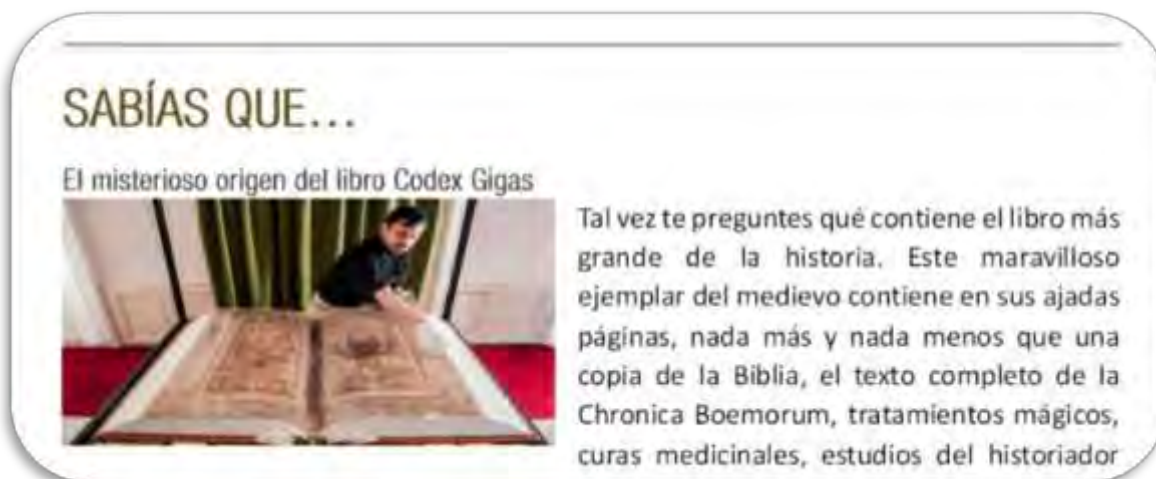 SABÍAS QUE...
El misterioso origen del libro Codex Gigas
Tal vez te preguntes qué contiene el libro más
grande de la historia. Este maravilloso
ejemplar del medievo contiene en sus ajadas
páginas, nada más y nada menos que una
copia de la Biblia, el texto completo de la
Chronica Boemorum, tratamientos mágicos,
curas medicinales, estudios del historiador